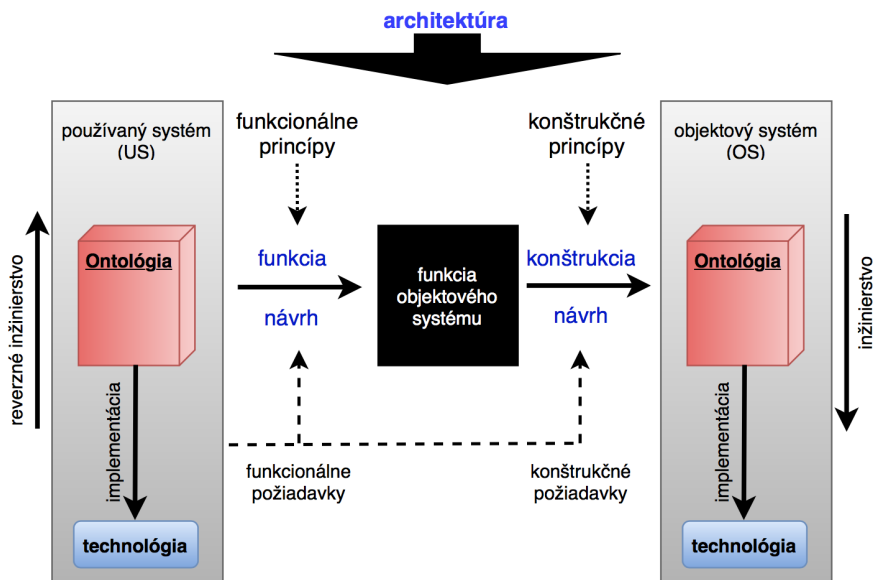 architektúra
používaný systém
(US)
funkcionálne
princípy
konštrukčné
princípy
objektový systém
(OS)
reverzné inžinierstvo
Ontológia
funkcia
návrh
funkcia
objektového
systému
konštrukcia
návrh
Ontológia
inžinierstvo
implementácia
implementácia
funkcionálne
požiadavky
konštrukčné
požiadavky
technológia
technológia